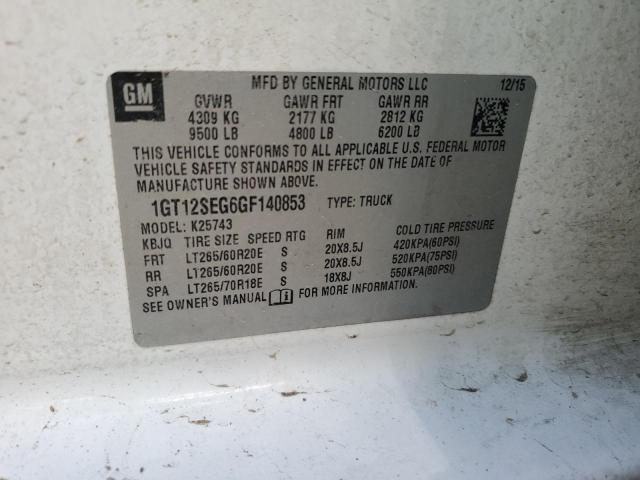 GM
MFD BY GENERAL MOTORS LLC 12/15
GVWR GAWR FRT GAWR RR
4309 KG 2177 KG 2812 KG
9500 LB 4800 LB 6200 LB
THIS VEHICLE CONFORMS TO ALL APPLICABLE U.S. FEDERAL MOTOR
VEHICLE SAFETY STANDARDS IN EFFECT ON THE DATE OF
MANUFACTURE SHOWN ABOVE.
1GT12SEG6GF140853 TYPE: TRUCK
MODEL: K25743
KBJQ TIRE SIZE SPEED RTG RIM COLD TIRE PRESSURE
FRT LT265/60R20E S 20X8.5J 420KPA(60PSI)
RR LT265/60R20E S 20X8.5J 520KPA(75PSI)
SPA LT265/70R18E S 18X8J 550KPA(80PSI)
SEE OWNER'S MANUAL FOR MORE INFORMATION.